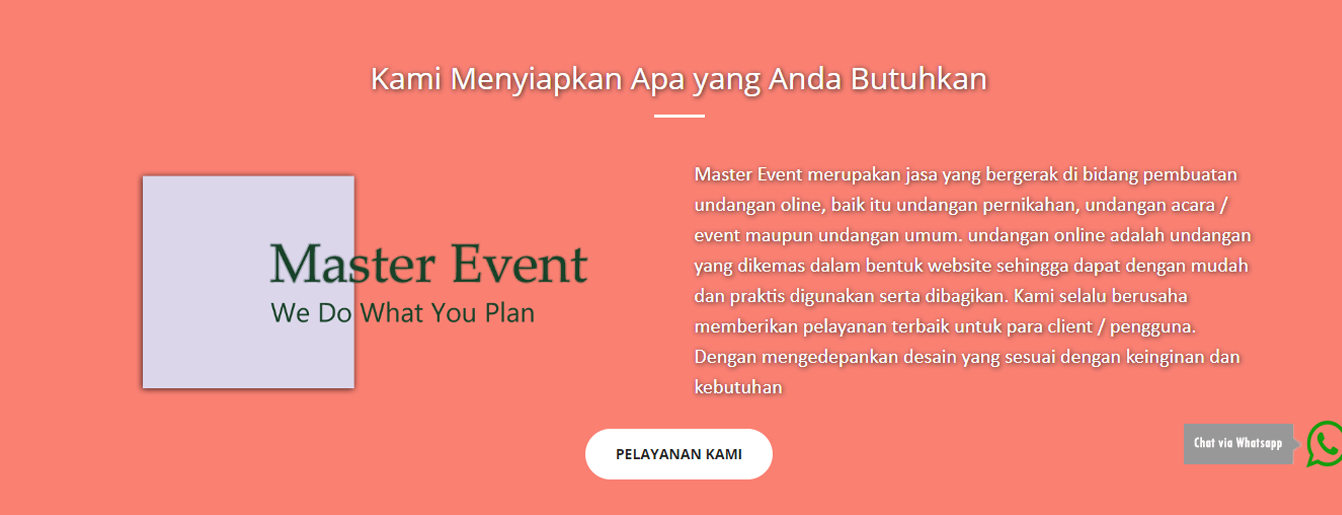 Kami Menyiapkan Apa yang Anda Butuhkan
Master Event
We Do What You Plan
Master Event merupakan jasa yang bergerak di bidang pembuatan
undangan oline, baik itu undangan pernikahan, undangan acara /
event maupun undangan umum. undangan online adalah undangan
yang dikemas dalam bentuk website sehingga dapat dengan mudah
dan praktis digunakan serta dibagikan. Kami selalu berusaha
memberikan pelayanan terbaik untuk para client / pengguna.
Dengan mengedepankan desain yang sesuai dengan keinginan dan
kebutuhan
PELAYANAN KAMI
Chat via Whatsapp